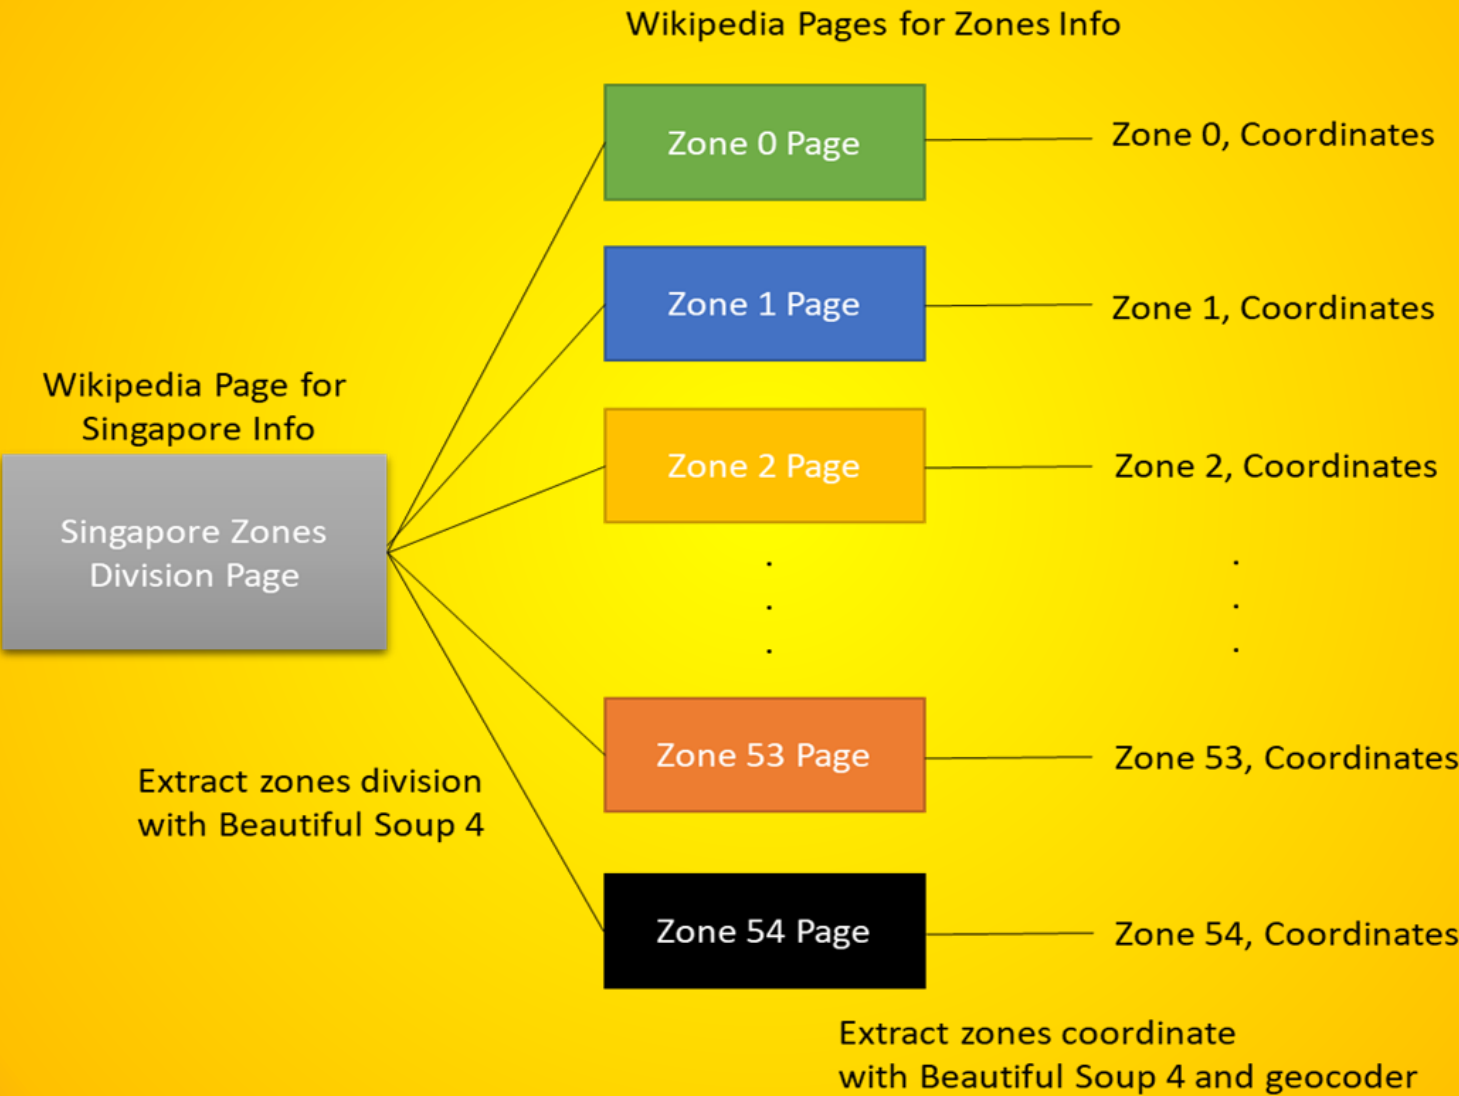 Wikipedia Pages for Zones Info
Zone 0 Page
Zone 0, Coordinates
Zone 1 Page
Zone 1, Coordinates
Wikipedia Page for
Singapore Info
Zone 2 Page
Zone 2, Coordinates
Singapore Zones
Division Page
.
.
.
.
.
.
Zone 53 Page
Zone 53, Coordinates
Extract zones division
with Beautiful Soup 4
Zone 54 Page
Zone 54, Coordinates
Extract zones coordinate
with Beautiful Soup 4 and geocoder